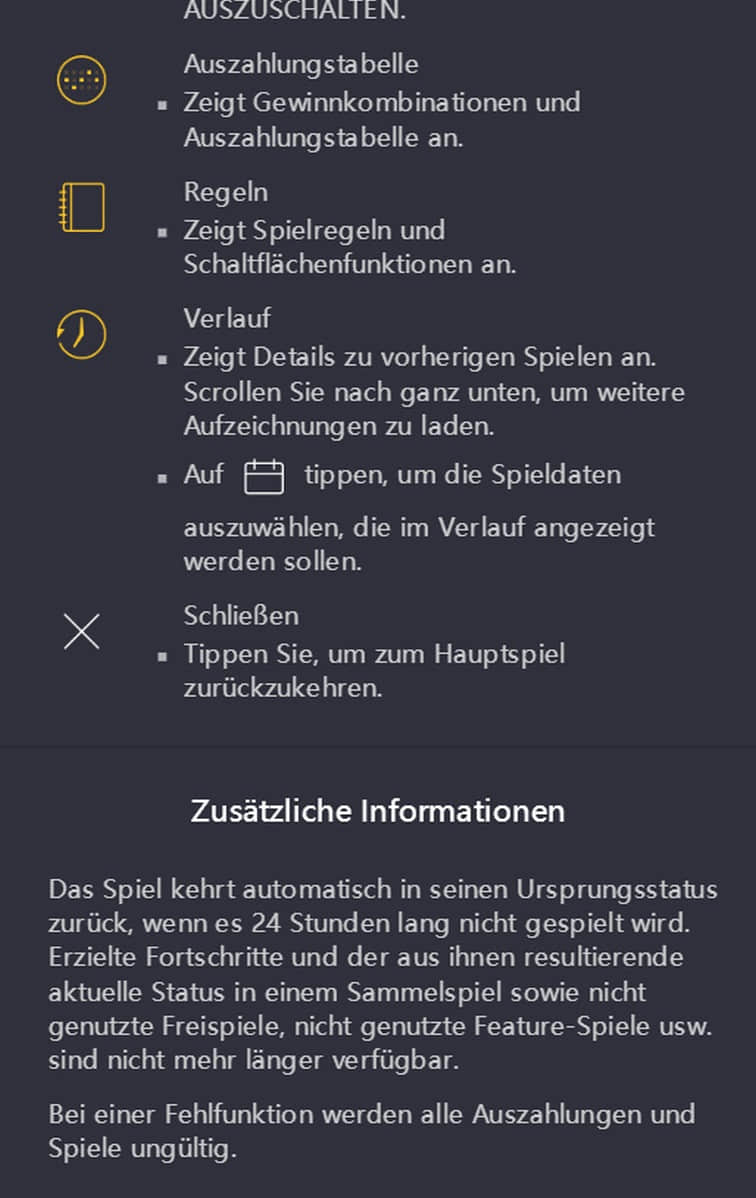 AUSZUSCHALTEN.
Auszahlungstabelle
▪ Zeigt Gewinnkombinationen und
Auszahlungstabelle an.
Regeln
▪ Zeigt Spielregeln und
Schaltflächenfunktionen an.
Verlauf
▪ Zeigt Details zu vorherigen Spielen an.
Scrollen Sie nach ganz unten, um weitere
Aufzeichnungen zu laden.
▪ Auf tippen, um die Spieldaten
auszuwählen, die im Verlauf angezeigt
werden sollen.
Schließen
▪ Tippen Sie, um zum Hauptspiel
zurückzukehren.
Zusätzliche Informationen
Das Spiel kehrt automatisch in seinen Ursprungsstatus
zurück, wenn es 24 Stunden lang nicht gespielt wird.
Erzielte Fortschritte und der aus ihnen resultierende
aktuelle Status in einem Sammelspiel sowie nicht
genutzte Freispiele, nicht genutzte Feature-Spiele usw.
sind nicht mehr länger verfügbar.
Bei einer Fehlfunktion werden alle Auszahlungen und
Spiele ungültig.